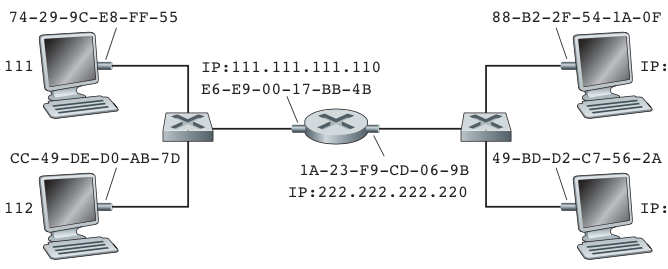 74-29-9C-E8-FF-55
88-B2-2F-54-1A-0F
111
IP:111.111.111.110
IP:
E6-E9-00-17-BB-4B
CC-49-DE-D0-AB-7D
1A-23-F9-CD-06-9B
49-BD-D2-C7-56-2A
IP:222.222.222.220
112
IP: